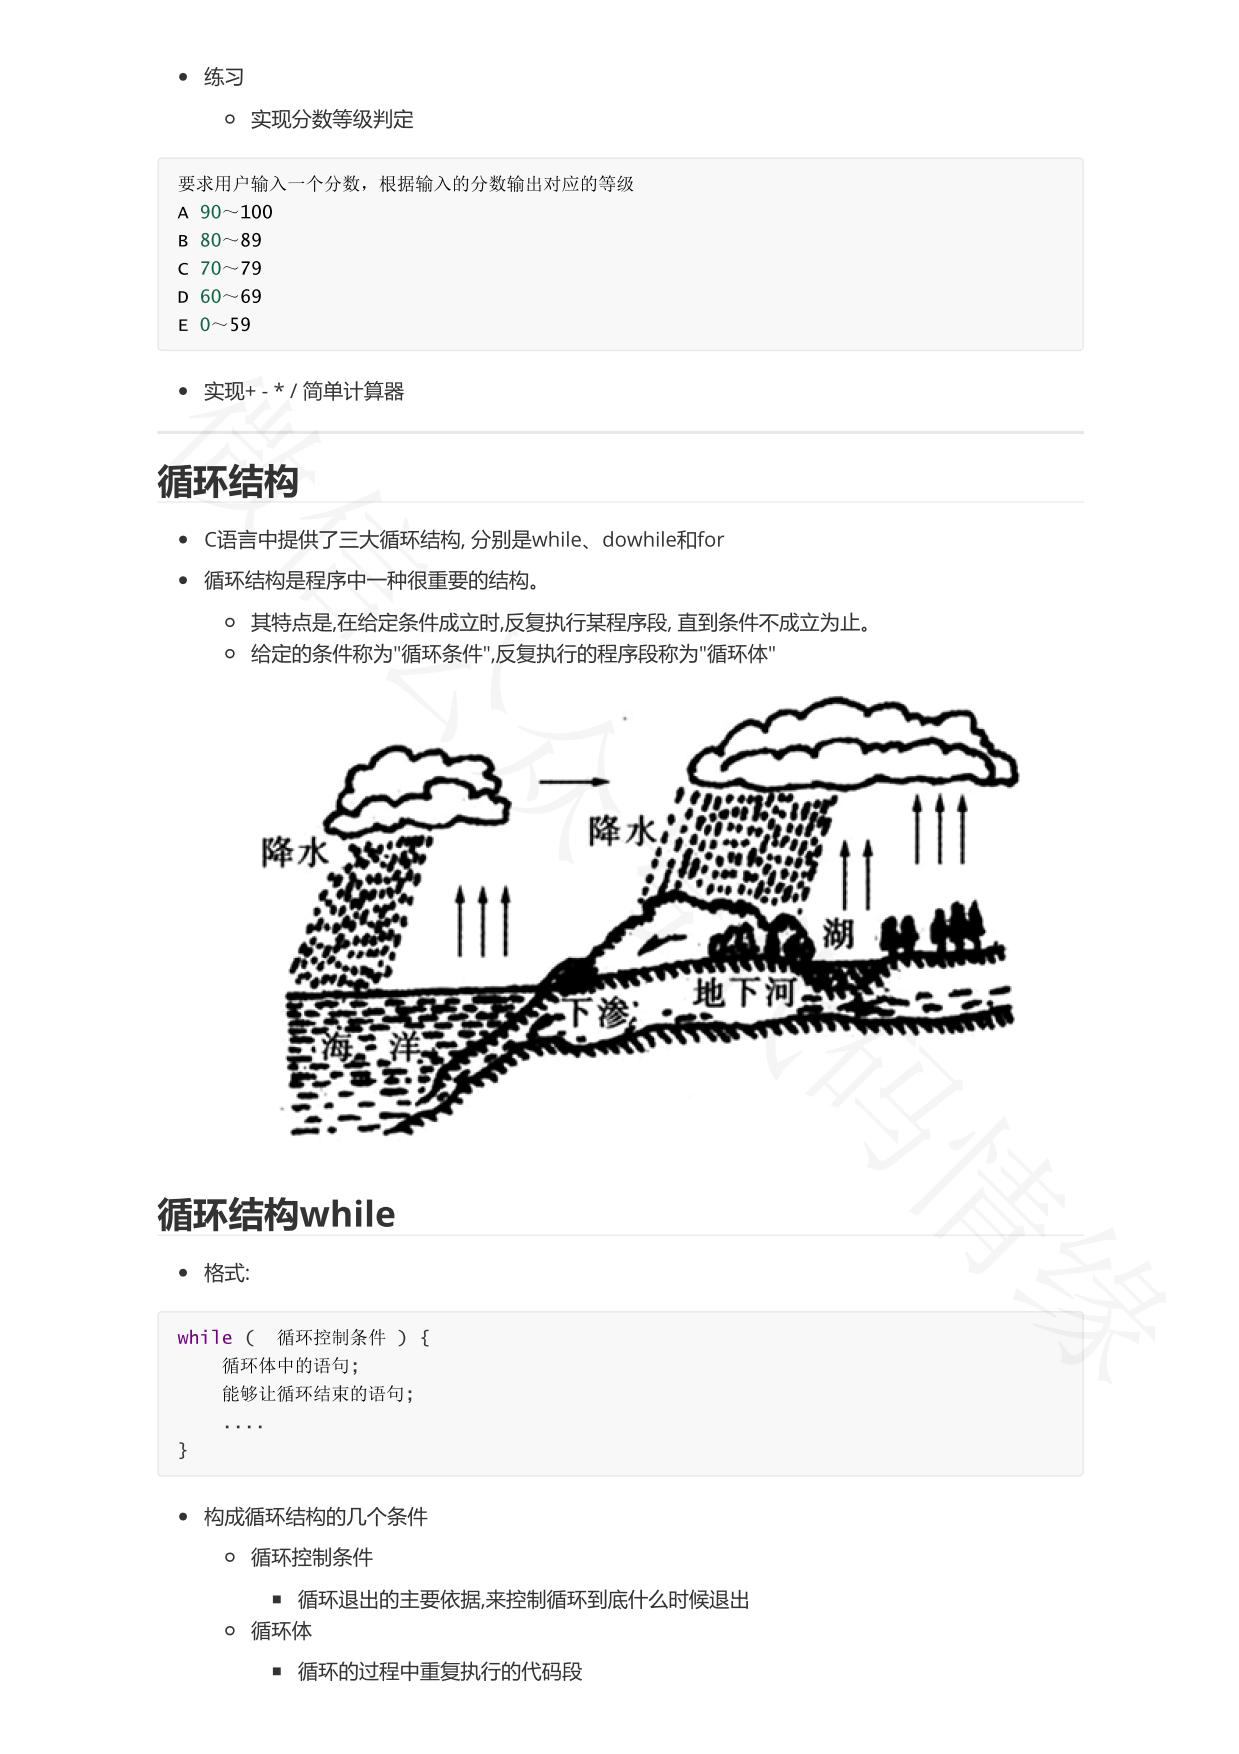 练习
实现分数等级判定
要求用户输入一个分数，根据输入的分数输出对应的等级
A 90～100
B 80～89
C 70～79
D 60～69
E 0～59
实现+ - * / 简单计算器
循环结构
C语言中提供了三大循环结构, 分别是while、dowhile和for
循环结构是程序中一种很重要的结构。
其特点是,在给定条件成立时,反复执行某程序段, 直到条件不成立为止。
给定的条件称为"循环条件",反复执行的程序段称为"循环体"
降水
降水
湖
地下河
下渗
海洋
循环结构while
格式:
while (  循环控制条件 ) {
    循环体中的语句;
    能够让循环结束的语句;
    ....
}
构成循环结构的几个条件
循环控制条件
循环退出的主要依据,来控制循环到底什么时候退出
循环体
循环的过程中重复执行的代码段
微信公众号：代码情缘